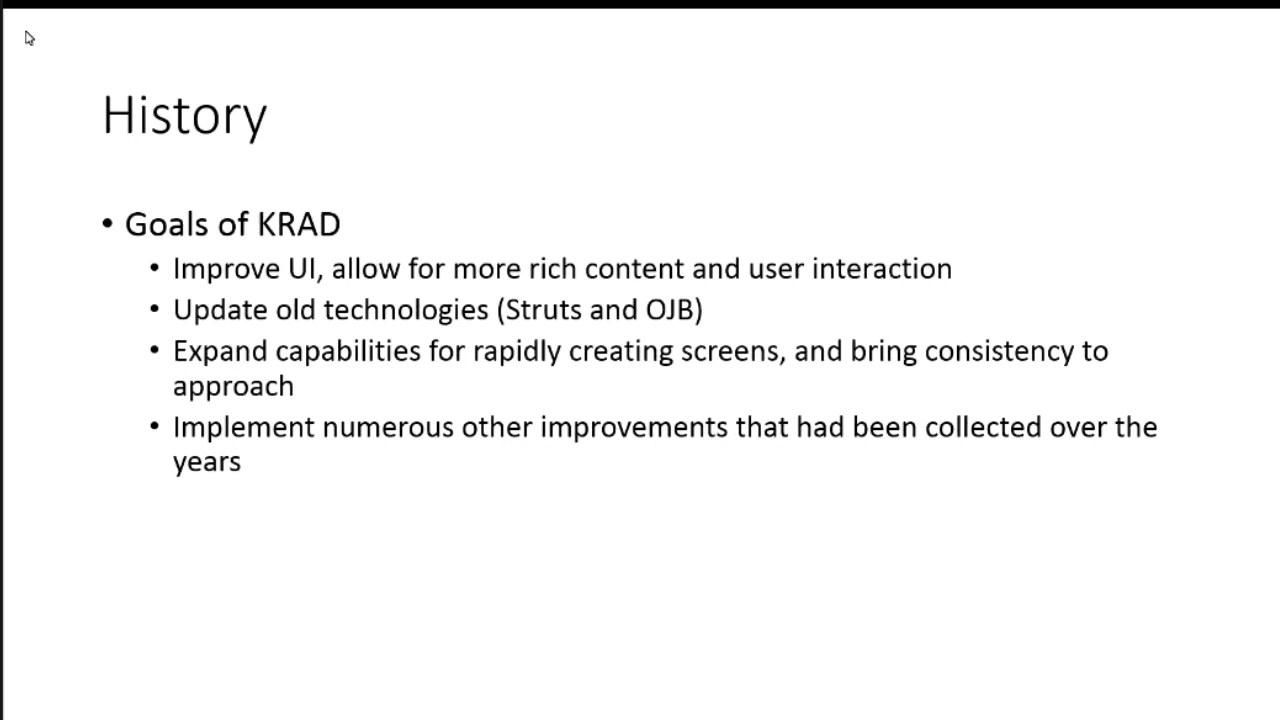 History
• Goals of KRAD
• Improve UI, allow for more rich content and user interaction
• Update old technologies (Struts and OJB)
• Expand capabilities for rapidly creating screens, and bring consistency to
approach
• Implement numerous other improvements that had been collected over the
years